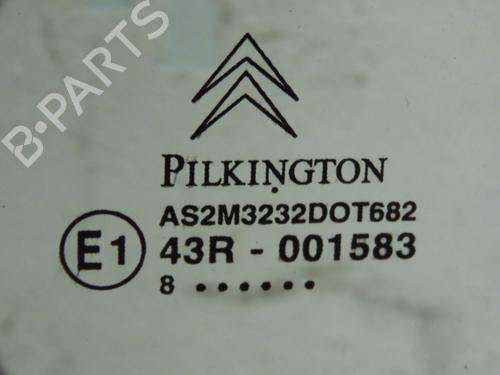 B-PARTS
PILKINGTON
AS2M3232DOT682
E1 43R - 001583
8 ••••••